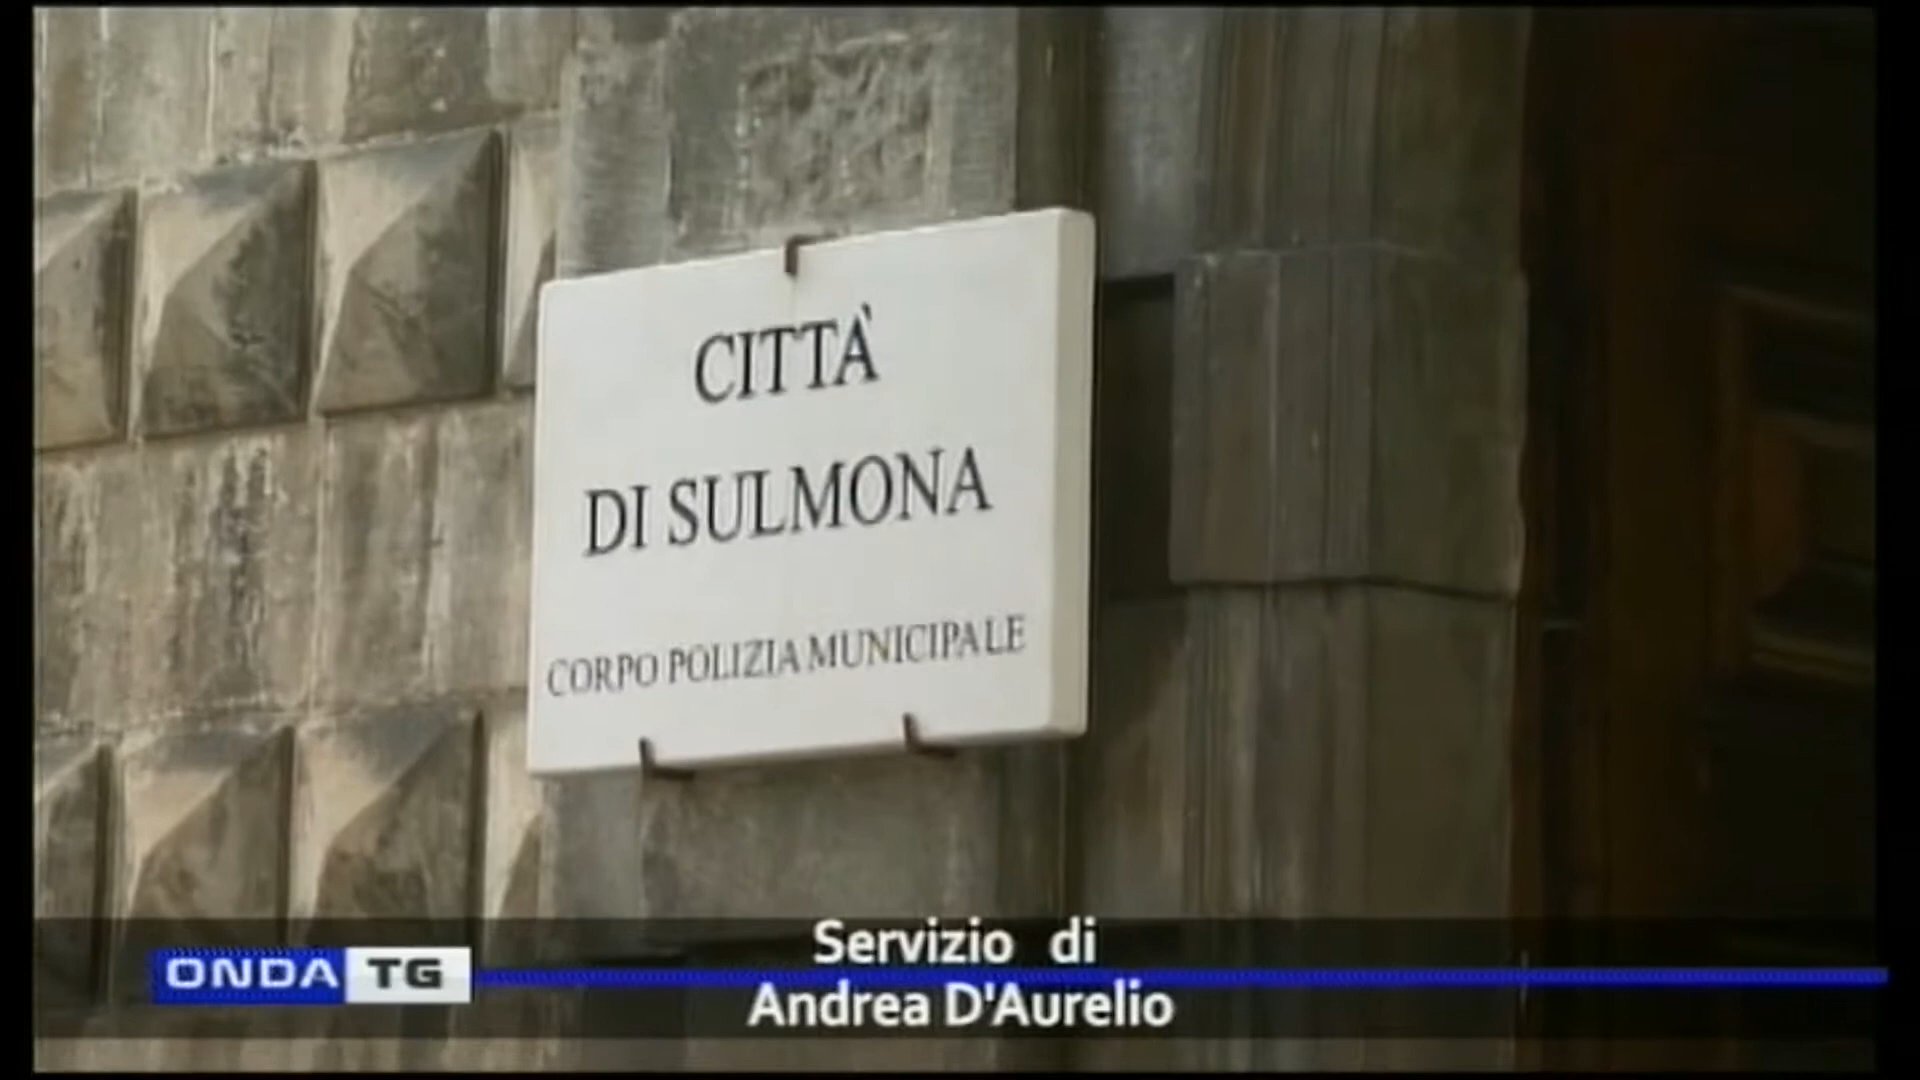 CITTÀ
DI SULMONA
CORPO POLIZIA MUNICIPALE
Servizio di
ONDA TG
Andrea D'Aurelio